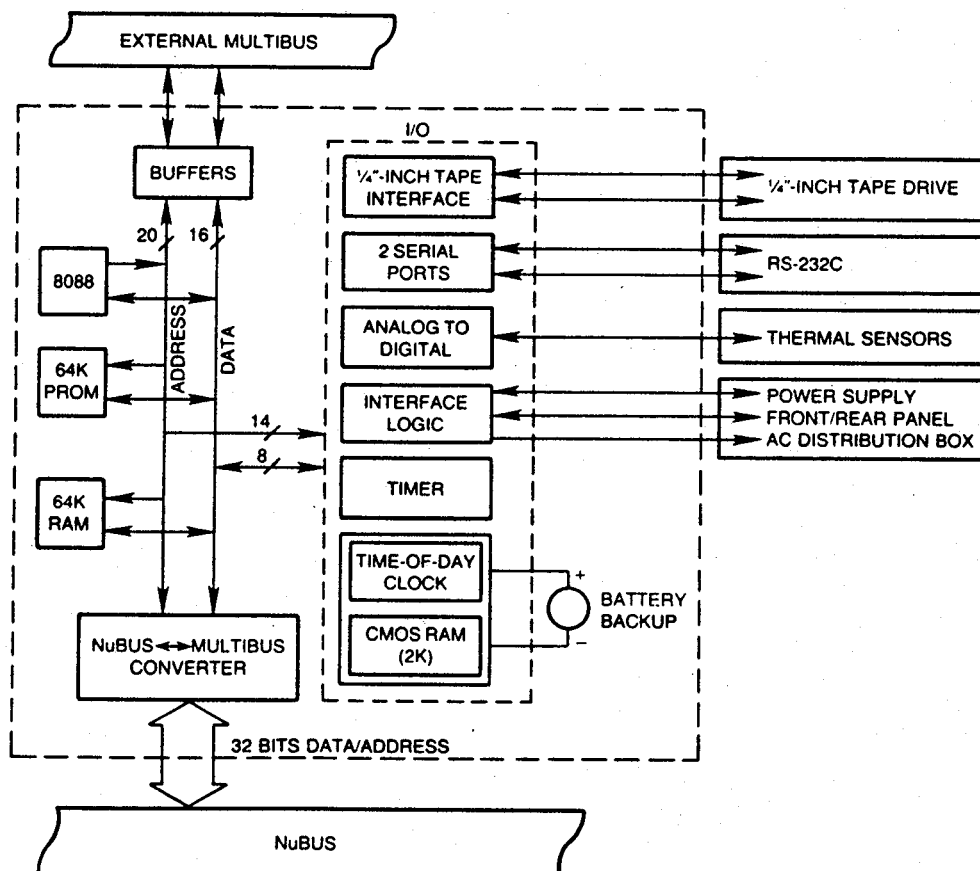 EXTERNAL MULTIBUS
I/O
BUFFERS
¼"-INCH TAPE
INTERFACE
¼"-INCH TAPE DRIVE
20
16
2 SERIAL
PORTS
RS-232C
8088
ADDRESS
DATA
ANALOG TO
DIGITAL
THERMAL SENSORS
64K
PROM
INTERFACE
LOGIC
POWER SUPPLY
FRONT/REAR PANEL
AC DISTRIBUTION BOX
14
8
TIMER
64K
RAM
TIME-OF-DAY
CLOCK
+
BATTERY
BACKUP
–
CMOS RAM
(2K)
NuBUS↔MULTIBUS
CONVERTER
32 BITS DATA/ADDRESS
NuBUS